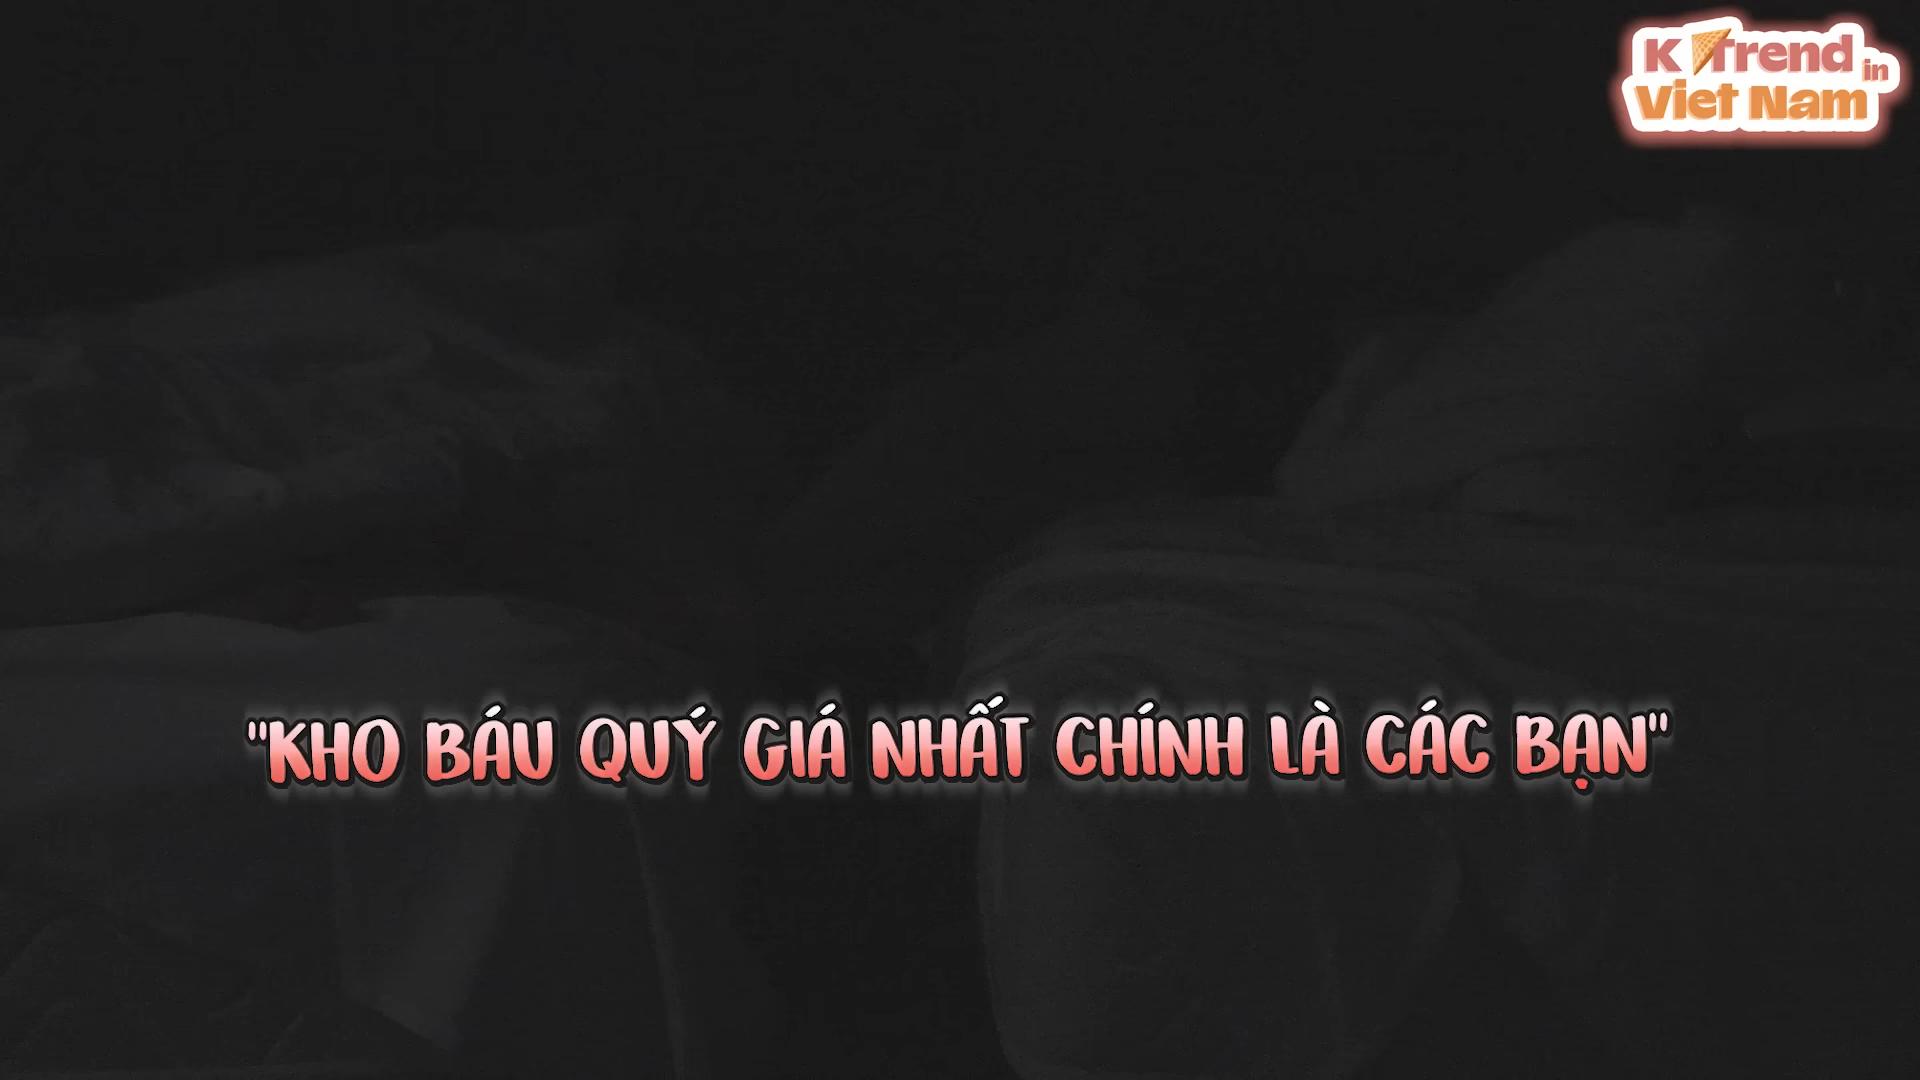 K Trend in
Viet Nam
"KHO BÁU QUÝ GIÁ NHẤT CHÍNH LÀ CÁC BẠN"